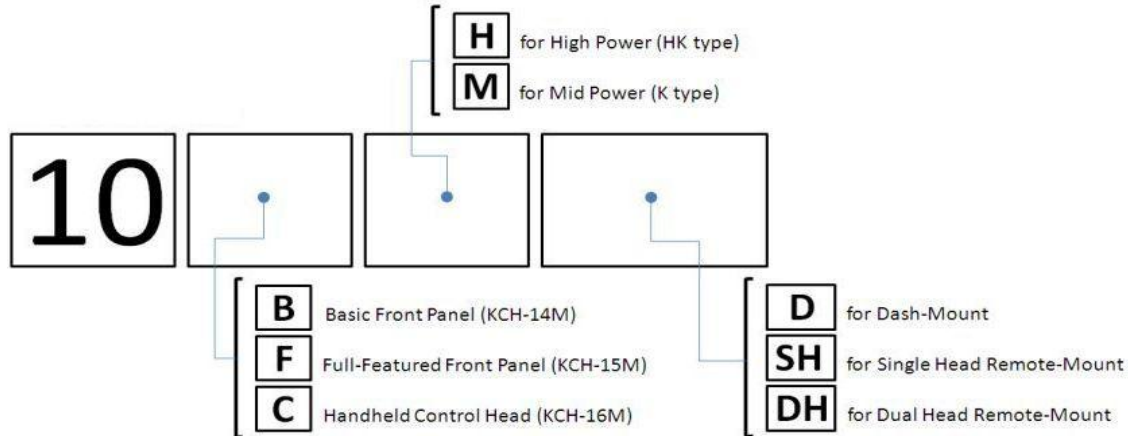 H for High Power (HK type)
M for Mid Power (K type)
10
B Basic Front Panel (KCH-14M)
F Full-Featured Front Panel (KCH-15M)
C Handheld Control Head (KCH-16M)
D for Dash-Mount
SH for Single Head Remote-Mount
DH for Dual Head Remote-Mount